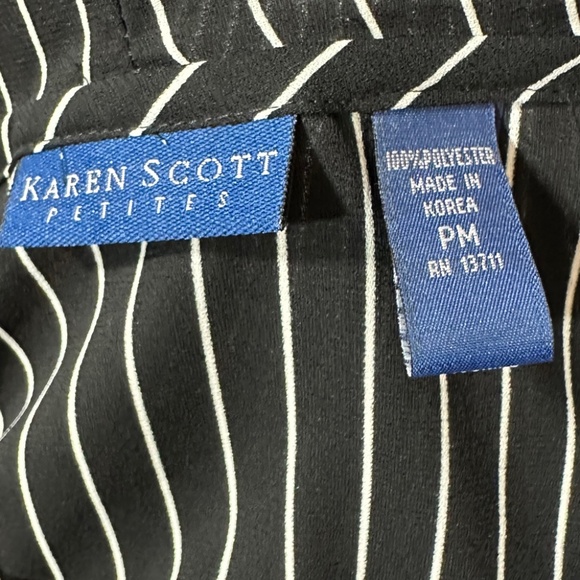 KAREN SCOTT
PETITES
100% POLYESTER
MADE IN
KOREA
PM
RN 13711